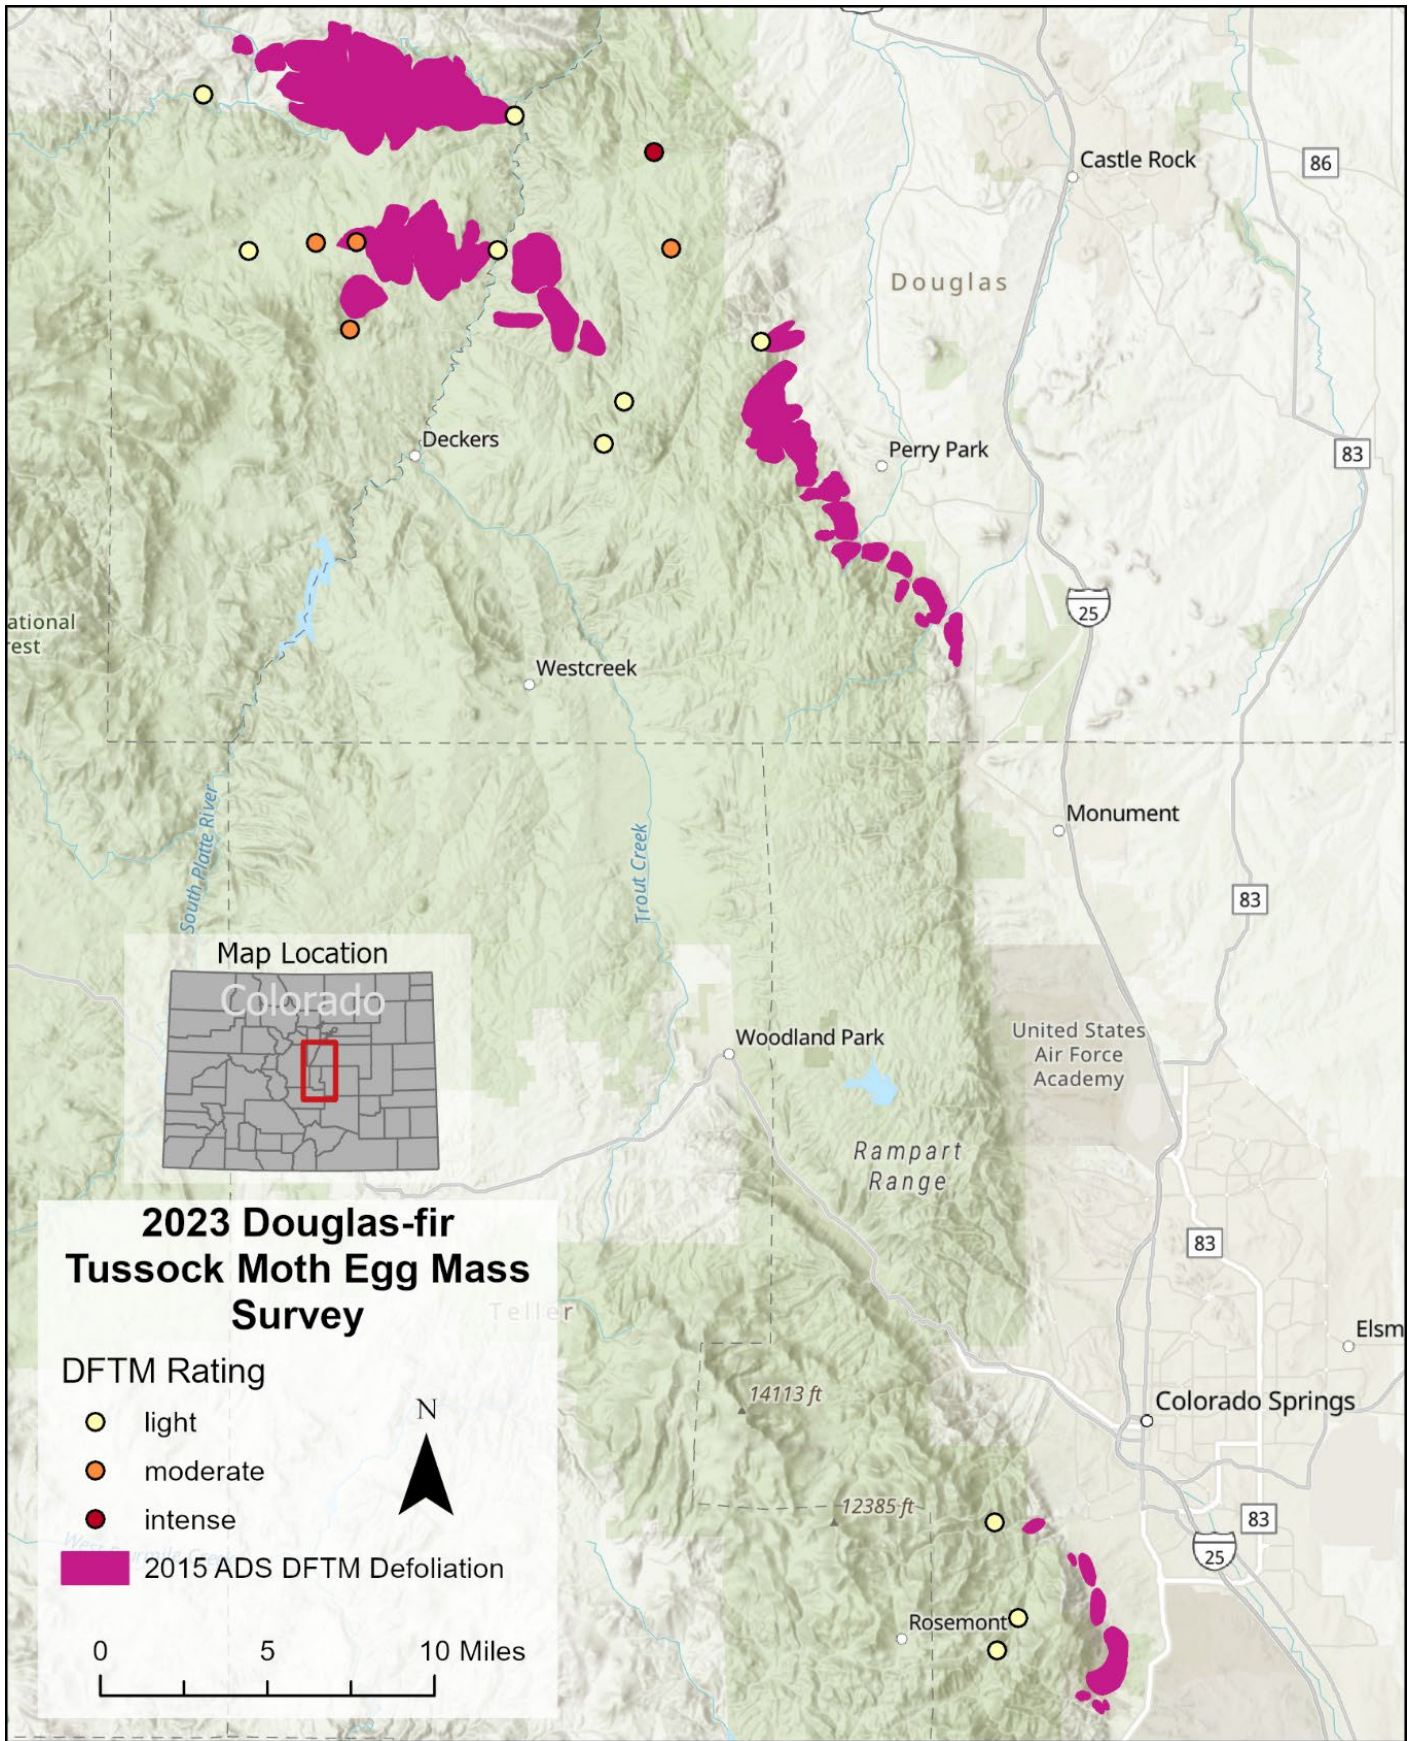 Castle Rock
86
Douglas
Deckers
Perry Park
83
ational
est
25
Westcreek
Monument
South Platte River
Trout Creek
83
Map Location
Colorado
Woodland Park
United States
Air Force
Academy
Rampart
Range
2023 Douglas-fir
Tussock Moth Egg Mass
Survey
Teller
83
Elsm
DFTM Rating
14113 ft
N
Colorado Springs
light
moderate
12385 ft
intense
83
25
2015 ADS DFTM Defoliation
Rosemont
0 5 10 Miles